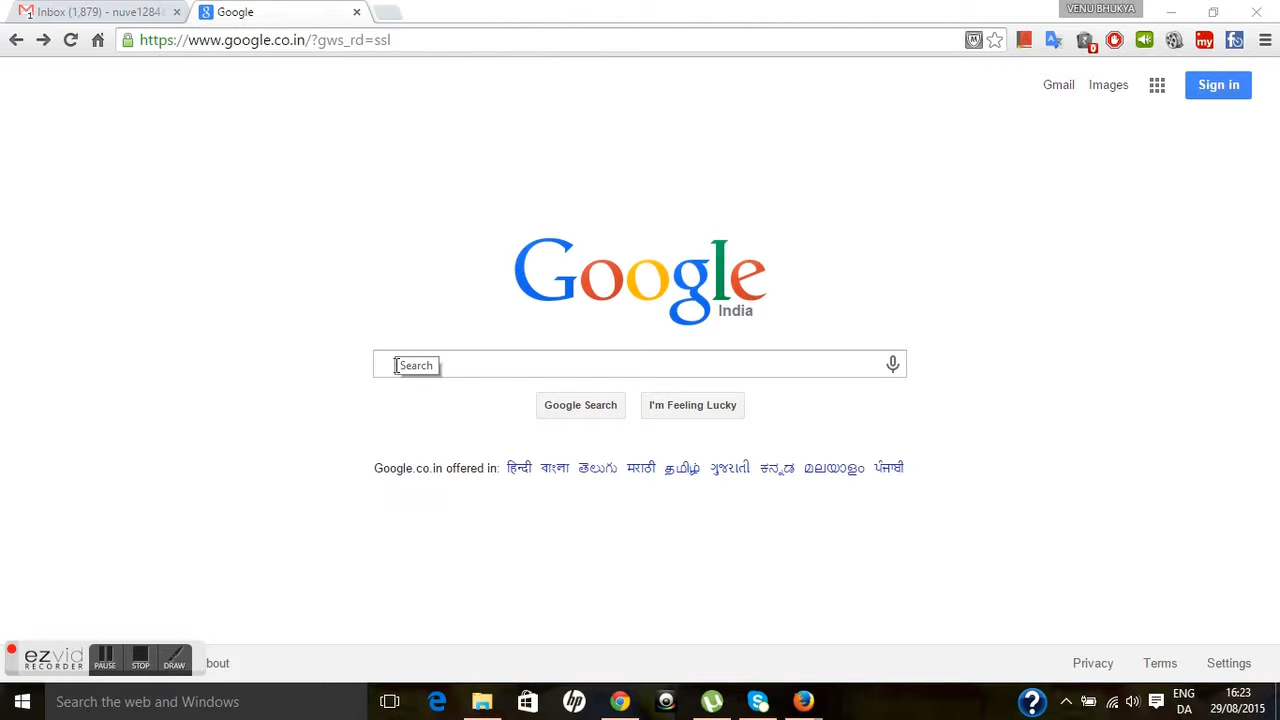 Inbox (1,879) - nuve1284
Google
VENU BHUKYA
https://www.google.co.in/?gws_rd=ssl
Gmail Images Sign in
Google
India
Search
Google Search I'm Feeling Lucky
Google.co.in offered in: हिन्दी বাংলা తెలుగు मराठी தமிழ் ગુજરાતી ಕನ್ನಡ മലയാളം ਪੰਜਾਬੀ
ezvid
RECORDER
PAUSE STOP DRAW
bout
Privacy Terms Settings
Search the web and Windows
ENG 16:23
DA 29/08/2015